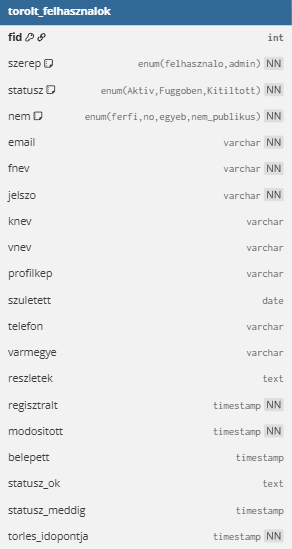 torolt_felhasznalok
fid int
szerep enum(felhasznalo,admin) NN
statusz enum(Aktiv,Fuggoben,Kitiltott) NN
nem enum(ferfi,no,egyeb,nem_publikus) NN
email varchar NN
fnev varchar NN
jelszo varchar NN
knev varchar
vnev varchar
profilkep varchar
szuletett date
telefon varchar
varmegye varchar
reszletek text
regisztralt timestamp NN
modositott timestamp NN
belepett timestamp
statusz_ok text
statusz_meddig timestamp
torles_idopontja timestamp NN